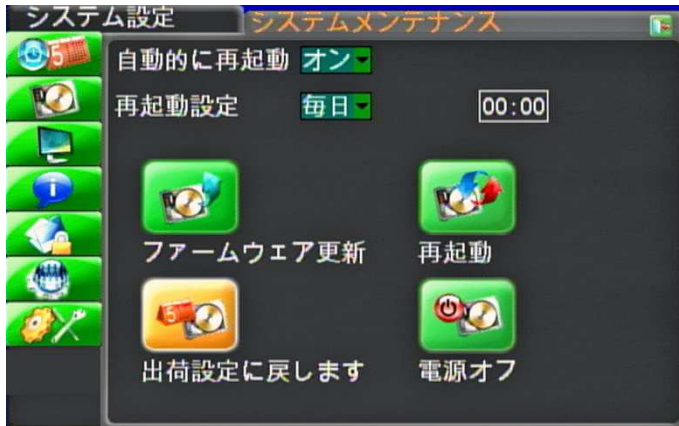 システム設定
システムメンテナンス
自動的に再起動 オン
再起動設定 毎日 00:00
ファームウェア更新 再起動
出荷設定に戻します 電源オフ